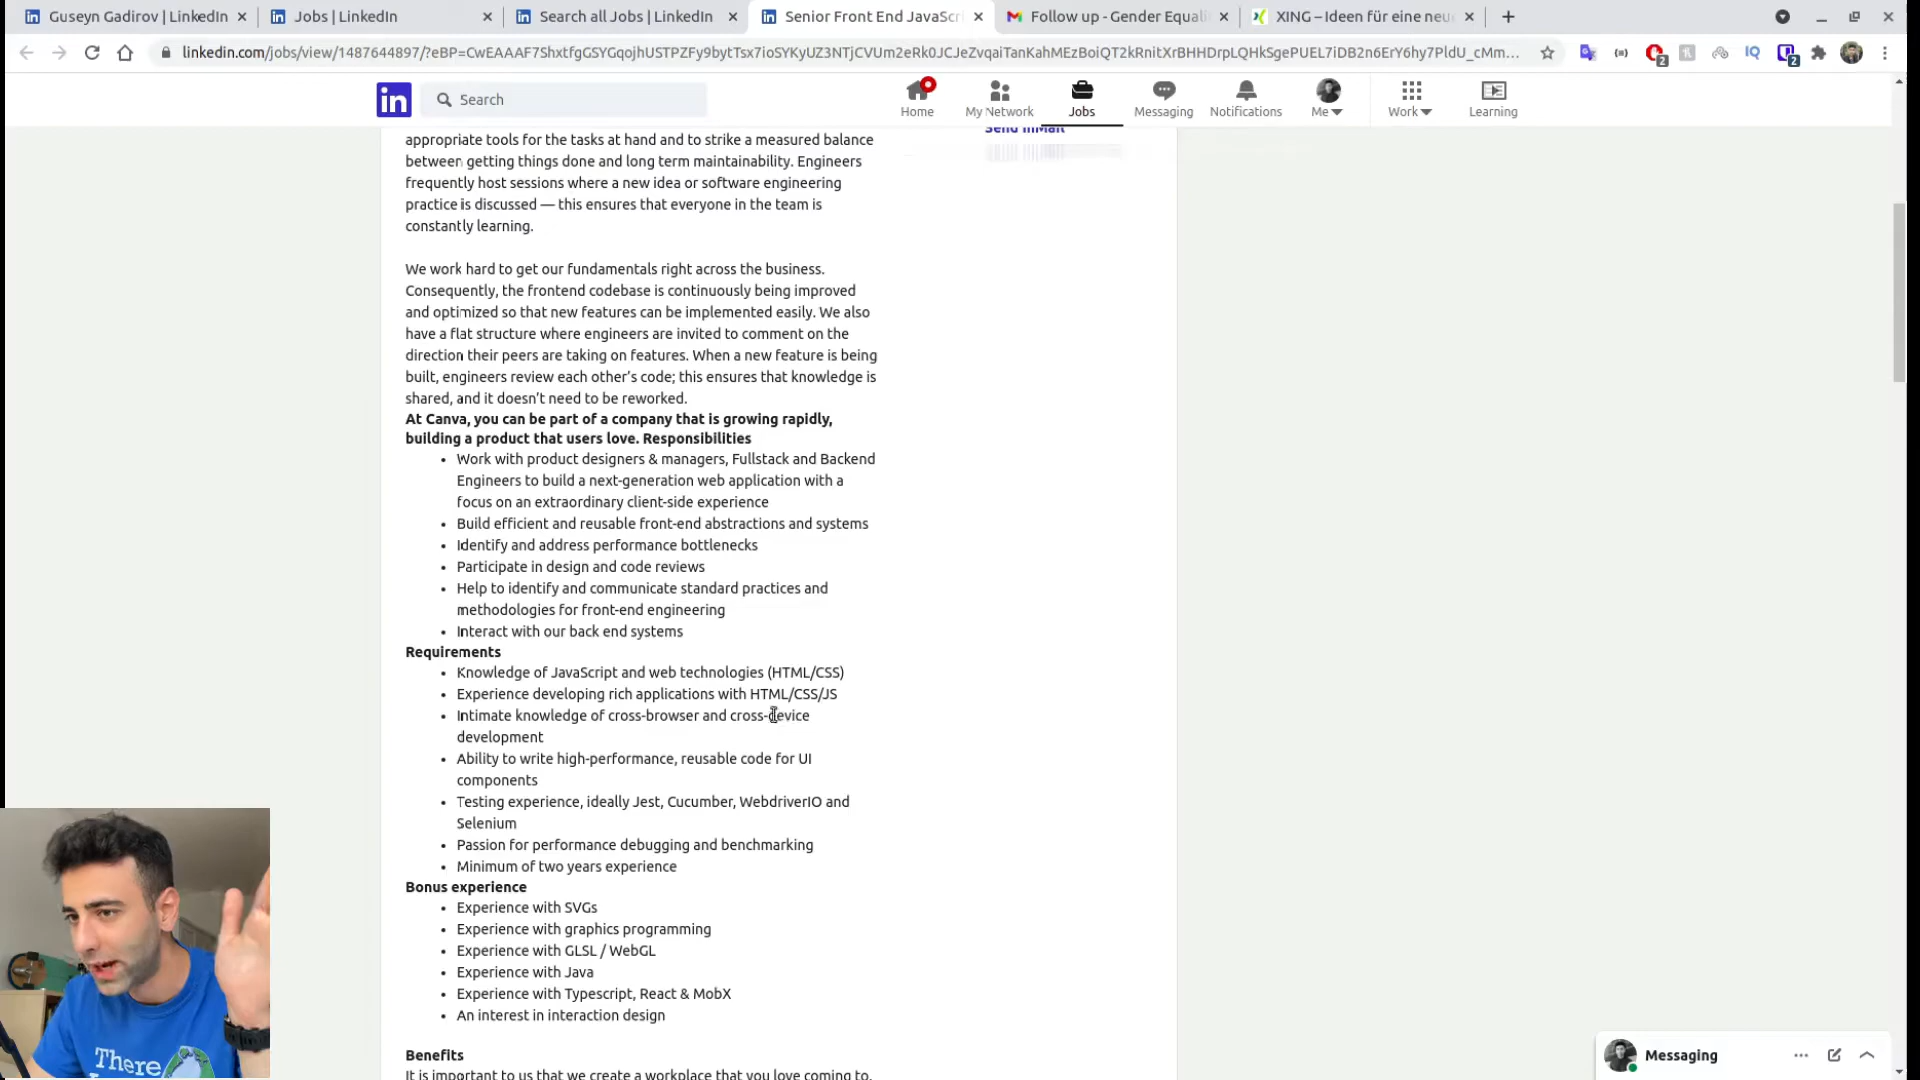 Guseyn Gadirov | LinkedIn
Jobs | LinkedIn
Search all Jobs | LinkedIn
Senior Front End JavaScri
Follow up - Gender Equali
XING – Ideen für eine neu
linkedin.com/jobs/view/1487644897/?eBP=CwEAAAF7ShxtfgGSYGqojhUSTPZFy9bytTsx7ioSYKyUZ3NTjCVUm2eRk0JCJeZvqaiTanKahMEzBoiQT2kRnitXrBHHDrpLQHkSgePUEL7iDB2n6ErY6hy7PldU_cMm...
Search
Home
My Network
Jobs
Messaging
Notifications
Me
Work
Learning
Send InMail
appropriate tools for the tasks at hand and to strike a measured balance
between getting things done and long term maintainability. Engineers
frequently host sessions where a new idea or software engineering
practice is discussed — this ensures that everyone in the team is
constantly learning.
We work hard to get our fundamentals right across the business.
Consequently, the frontend codebase is continuously being improved
and optimized so that new features can be implemented easily. We also
have a flat structure where engineers are invited to comment on the
direction their peers are taking on features. When a new feature is being
built, engineers review each other's code; this ensures that knowledge is
shared, and it doesn't need to be reworked.
At Canva, you can be part of a company that is growing rapidly,
building a product that users love. Responsibilities
• Work with product designers & managers, Fullstack and Backend
Engineers to build a next-generation web application with a
focus on an extraordinary client-side experience
• Build efficient and reusable front-end abstractions and systems
• Identify and address performance bottlenecks
• Participate in design and code reviews
• Help to identify and communicate standard practices and
methodologies for front-end engineering
• Interact with our back end systems
Requirements
• Knowledge of JavaScript and web technologies (HTML/CSS)
• Experience developing rich applications with HTML/CSS/JS
• Intimate knowledge of cross-browser and cross-device
development
• Ability to write high-performance, reusable code for UI
components
• Testing experience, ideally Jest, Cucumber, WebdriverIO and
Selenium
• Passion for performance debugging and benchmarking
• Minimum of two years experience
Bonus experience
• Experience with SVGs
• Experience with graphics programming
• Experience with GLSL / WebGL
• Experience with Java
• Experience with Typescript, React & MobX
• An interest in interaction design
Benefits
It is important to us that we create a workplace that you love coming to.
There
Messaging